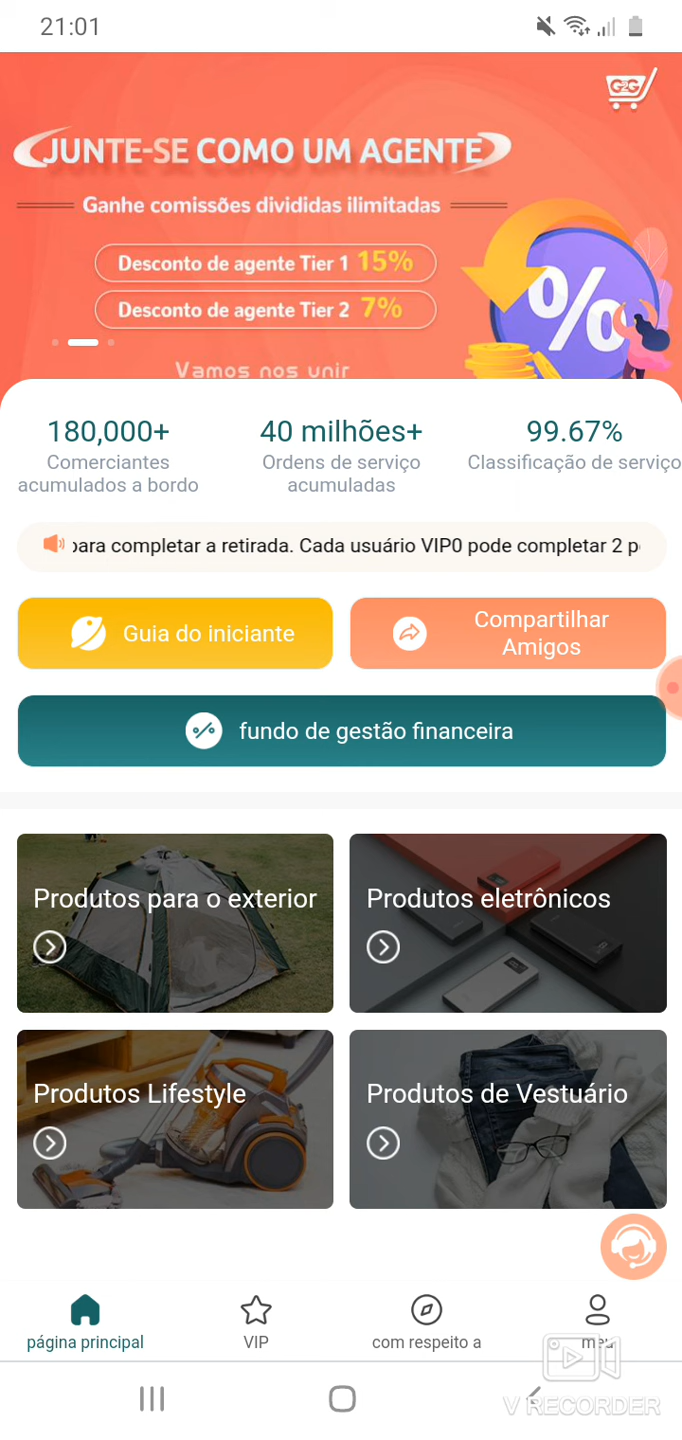 21:01
G2G
JUNTE-SE COMO UM AGENTE
Ganhe comissões divididas ilimitadas
Desconto de agente Tier 1 15%
Desconto de agente Tier 2 7%
%
Vamos nos unir
180,000+
40 milhões+
99.67%
Comerciantes
acumulados a bordo
Ordens de serviço
acumuladas
Classificação de serviço
para completar a retirada. Cada usuário VIP0 pode completar 2
Guia do iniciante
Compartilhar
Amigos
fundo de gestão financeira
Produtos para o exterior
Produtos eletrônicos
Produtos Lifestyle
Produtos de Vestuário
página principal
VIP
com respeito a
meu
V RECORDER